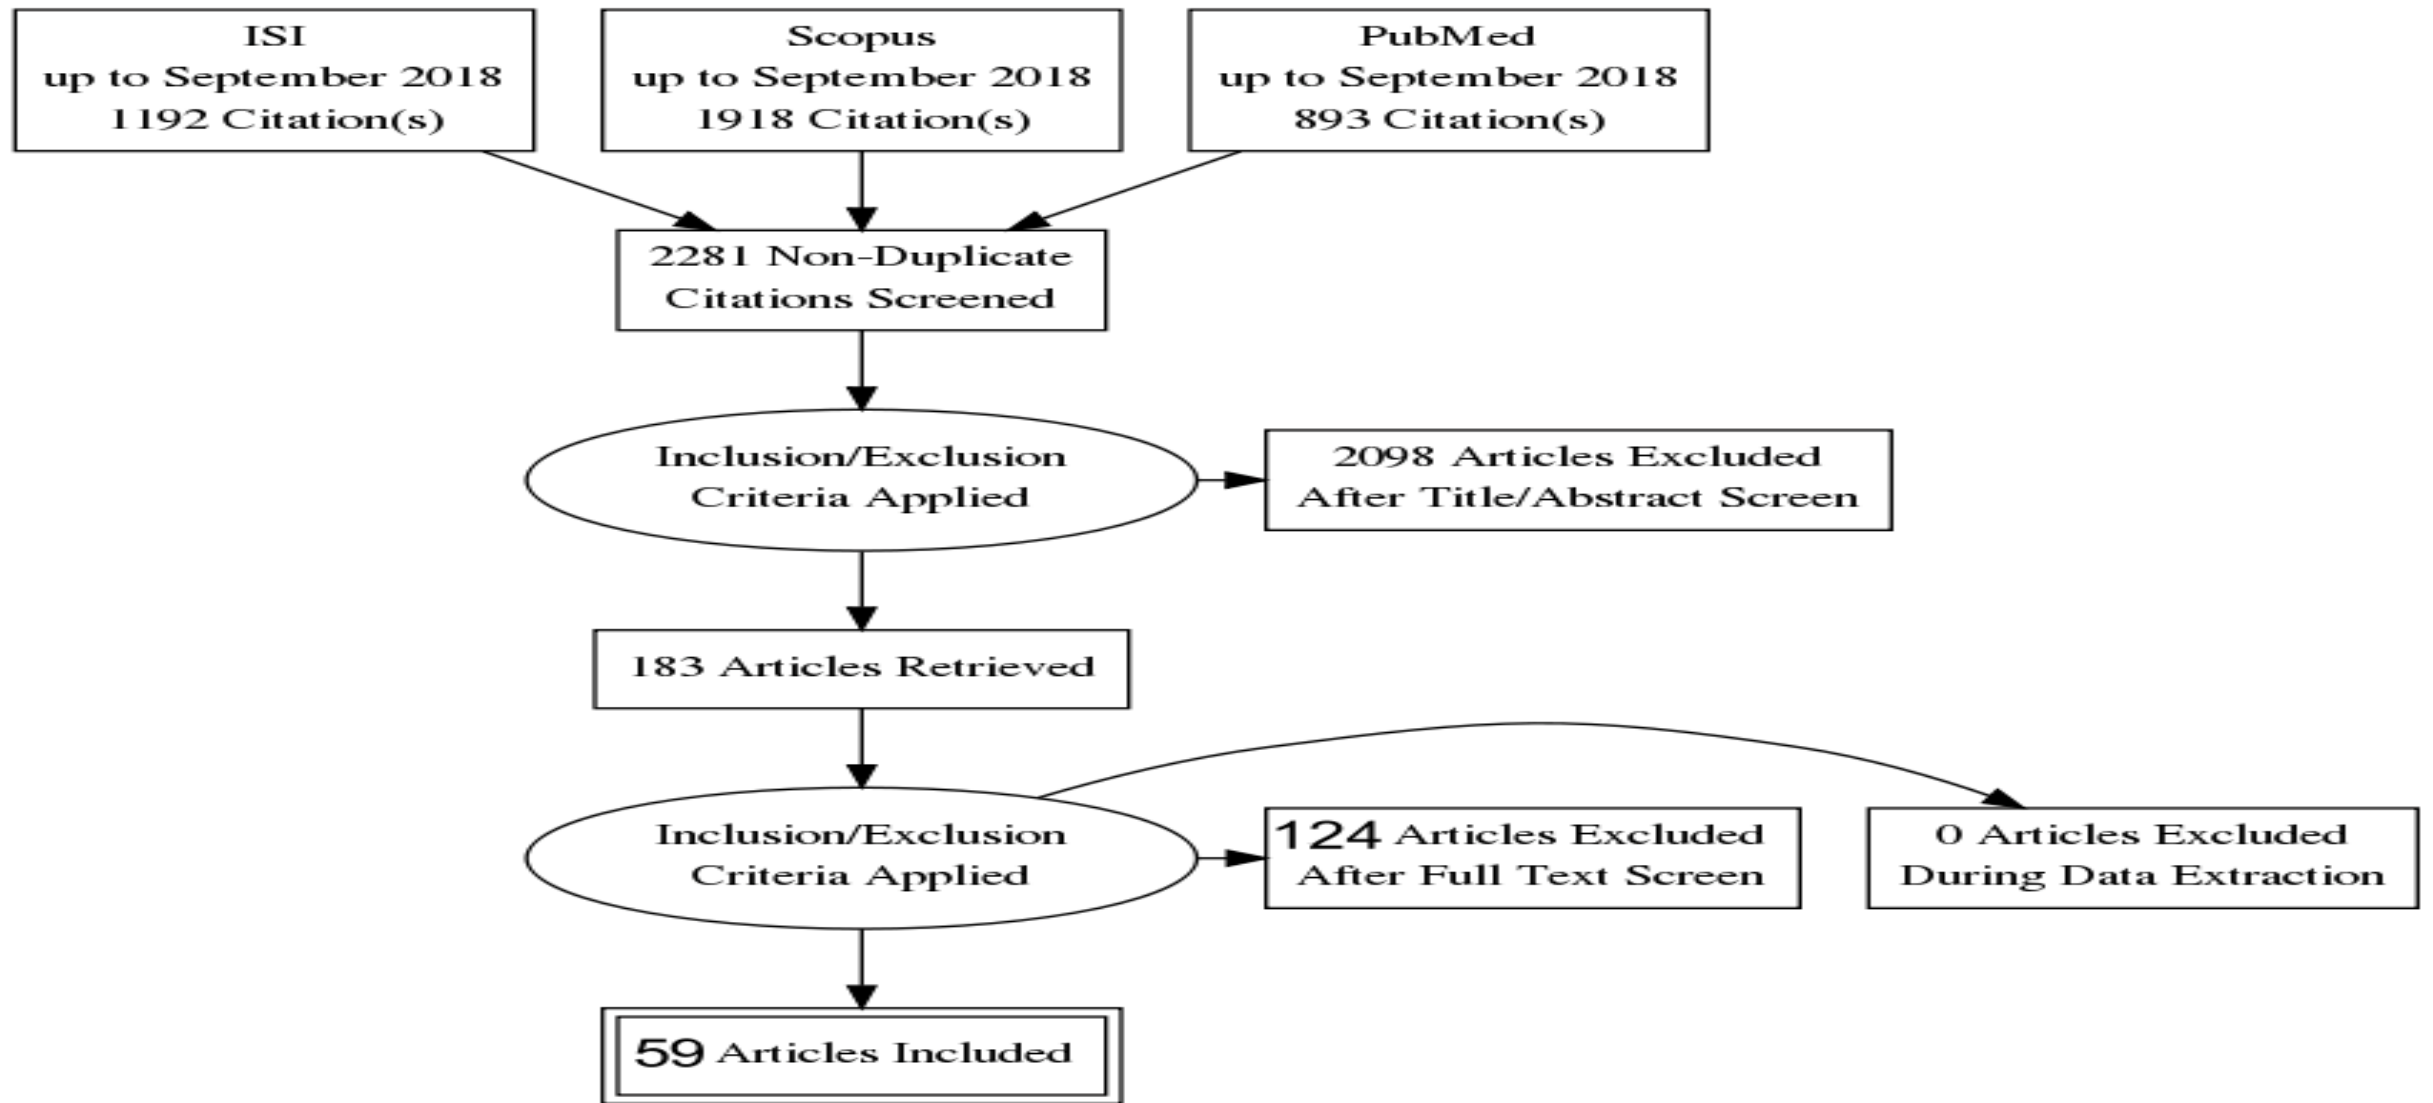 ISI
up to September 2018
1192 Citation(s)
Scopus
up to September 2018
1918 Citation(s)
PubMed
up to September 2018
893 Citation(s)
2281 Non-Duplicate
Citations Screened
Inclusion/Exclusion
Criteria Applied
2098 Articles Excluded
After Title/Abstract Screen
183 Articles Retrieved
Inclusion/Exclusion
Criteria Applied
124 Articles Excluded
After Full Text Screen
0 Articles Excluded
During Data Extraction
59 Articles Included